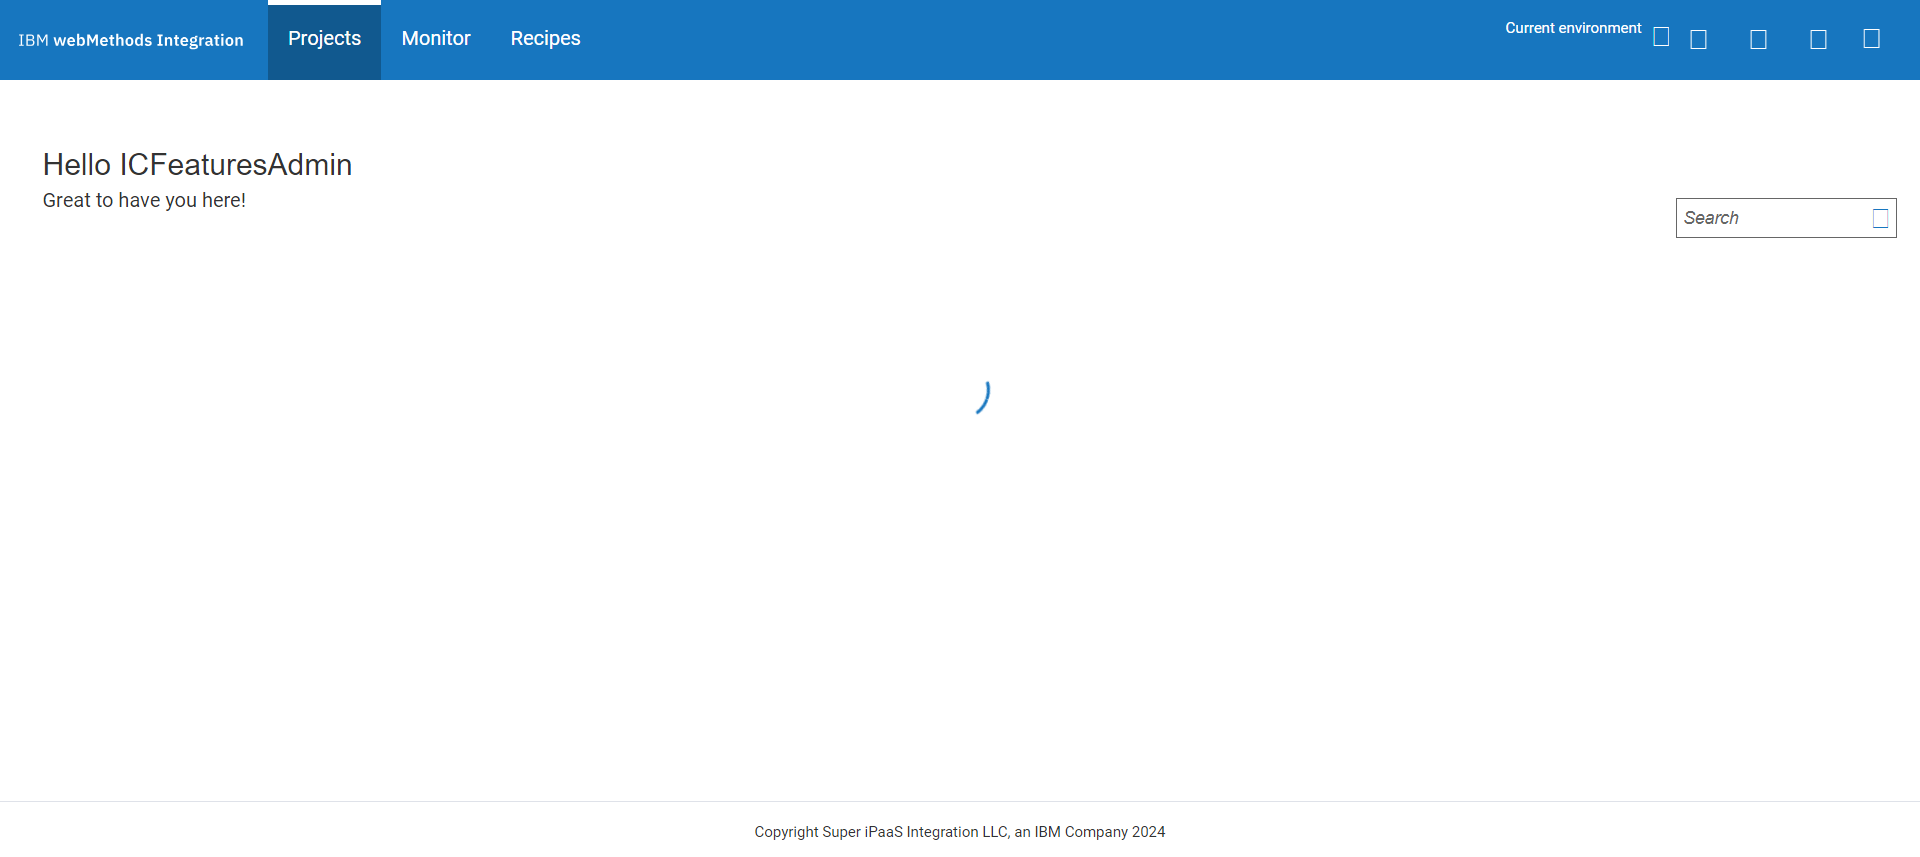 IBM webMethods Integration
Projects
Monitor
Recipes
Current environment
Hello ICFeaturesAdmin
Great to have you here!
Search
Copyright Super iPaaS Integration LLC, an IBM Company 2024